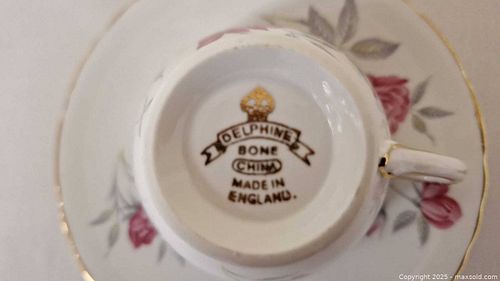 DELPHINE
BONE
CHINA
MADE IN
ENGLAND.
Copyright © 2025 - maxsold.com